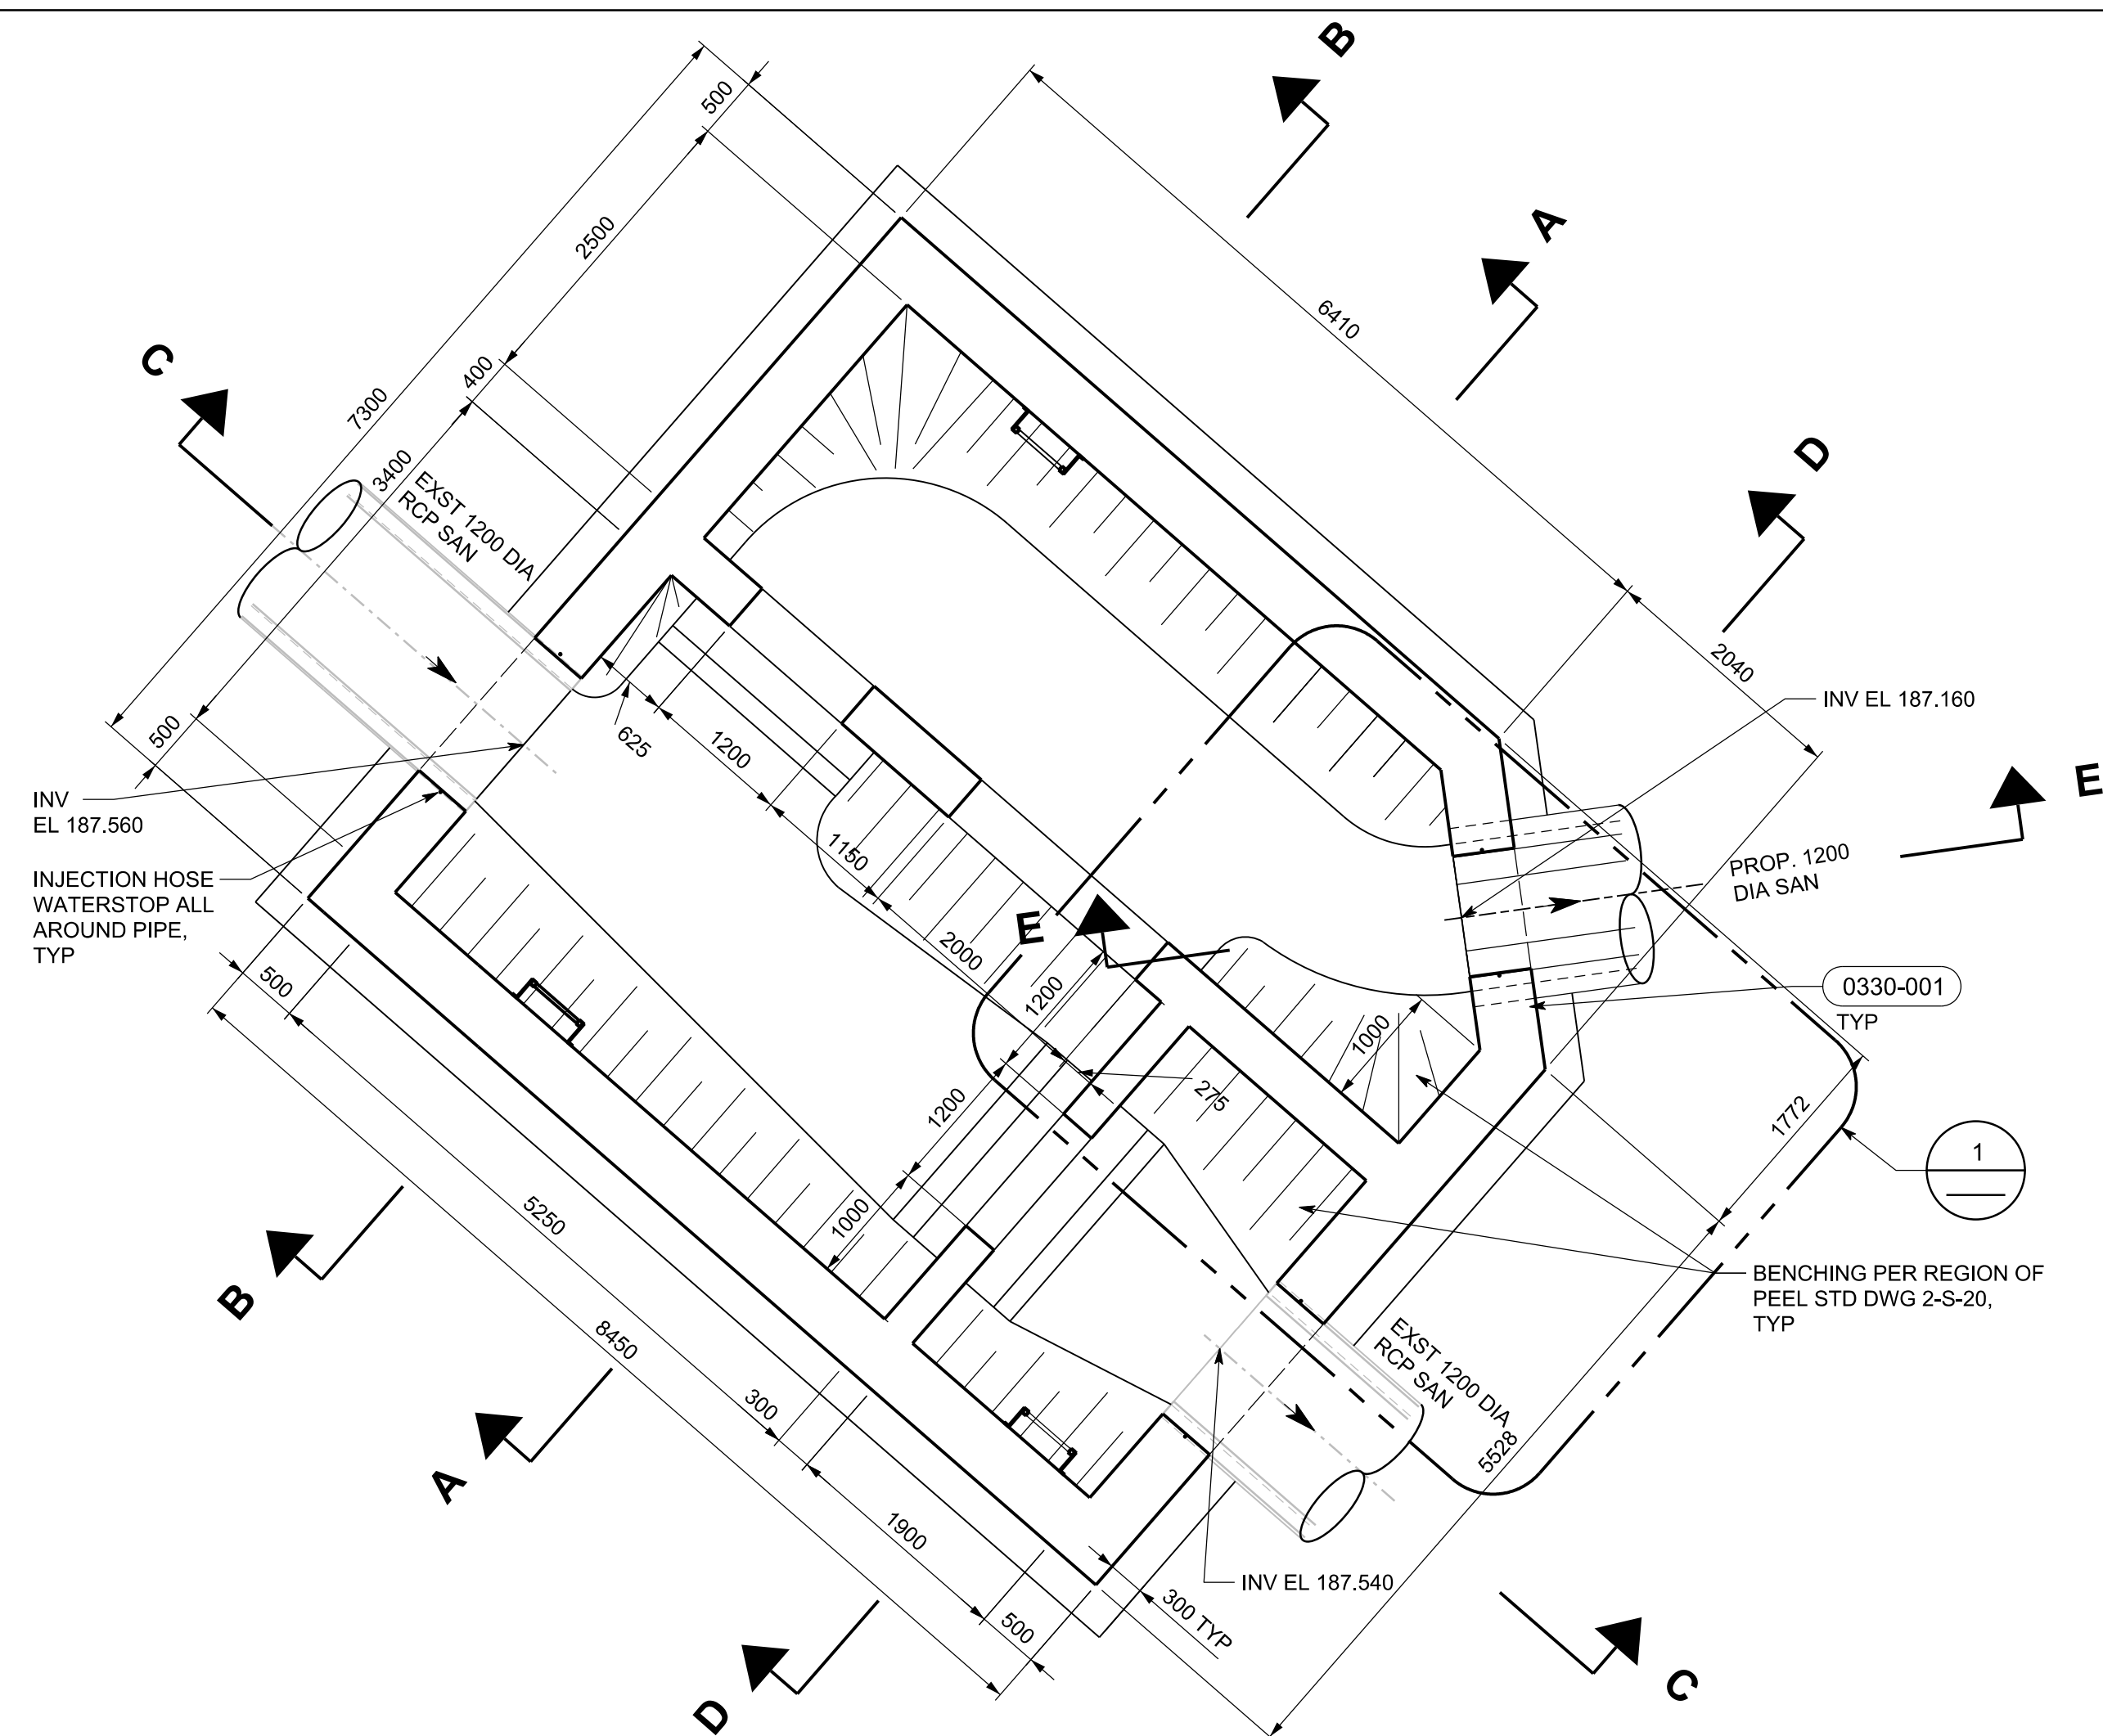 B
500
2500
A
6410
400
C
7300
3400
EXST 1200 DIA
RCP SAN
D
2040
INV EL 187.160
500
625
1200
E
INV
EL 187.560
1150
PROP. 1200
DIA SAN
INJECTION HOSE
WATERSTOP ALL
AROUND PIPE,
TYP
E
2000
500
1200
0330-001
TYP
1000
275
1200
1772
1
1000
5250
BENCHING PER REGION OF
PEEL STD DWG 2-S-20,
TYP
B
8450
EXST 1200 DIA
RCP SAN
300
5528
A
1900
INV EL 187.540
500
300 TYP
D
C